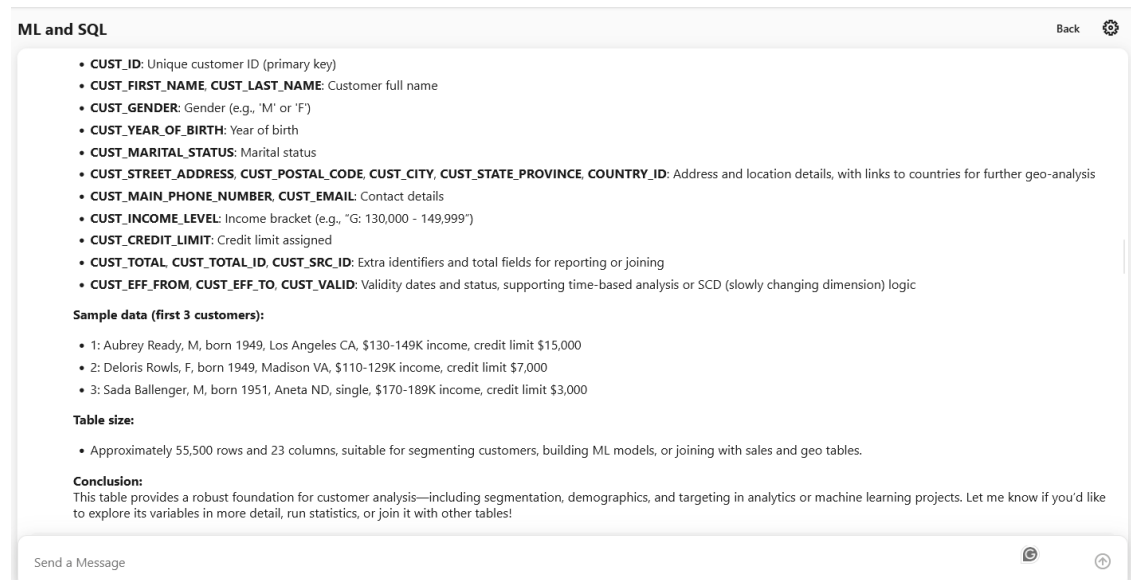 ML and SQL
Back
• CUST_ID: Unique customer ID (primary key)
• CUST_FIRST_NAME, CUST_LAST_NAME: Customer full name
• CUST_GENDER: Gender (e.g., 'M' or 'F')
• CUST_YEAR_OF_BIRTH: Year of birth
• CUST_MARITAL_STATUS: Marital status
• CUST_STREET_ADDRESS, CUST_POSTAL_CODE, CUST_CITY, CUST_STATE_PROVINCE, COUNTRY_ID: Address and location details, with links to countries for further geo-analysis
• CUST_MAIN_PHONE_NUMBER, CUST_EMAIL: Contact details
• CUST_INCOME_LEVEL: Income bracket (e.g., “G: 130,000 - 149,999”)
• CUST_CREDIT_LIMIT: Credit limit assigned
• CUST_TOTAL, CUST_TOTAL_ID, CUST_SRC_ID: Extra identifiers and total fields for reporting or joining
• CUST_EFF_FROM, CUST_EFF_TO, CUST_VALID: Validity dates and status, supporting time-based analysis or SCD (slowly changing dimension) logic
Sample data (first 3 customers):
• 1: Aubrey Ready, M, born 1949, Los Angeles CA, $130-149K income, credit limit $15,000
• 2: Deloris Rowls, F, born 1949, Madison VA, $110-129K income, credit limit $7,000
• 3: Sada Ballenger, M, born 1951, Aneta ND, single, $170-189K income, credit limit $3,000
Table size:
• Approximately 55,500 rows and 23 columns, suitable for segmenting customers, building ML models, or joining with sales and geo tables.
Conclusion:
This table provides a robust foundation for customer analysis—including segmentation, demographics, and targeting in analytics or machine learning projects. Let me know if you’d like
to explore its variables in more detail, run statistics, or join it with other tables!
Send a Message